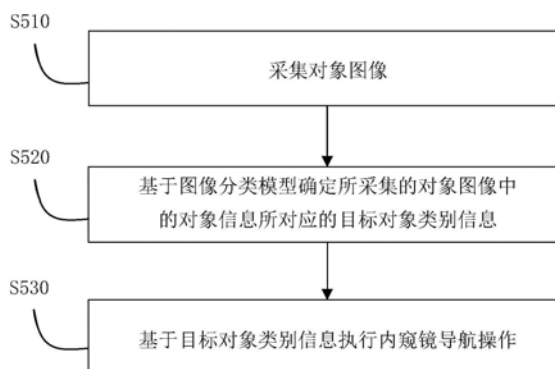 S510
采集对象图像
S520
基于图像分类模型确定所采集的对象图像中
的对象信息所对应的目标对象类别信息
S530
基于目标对象类别信息执行内窥镜导航操作